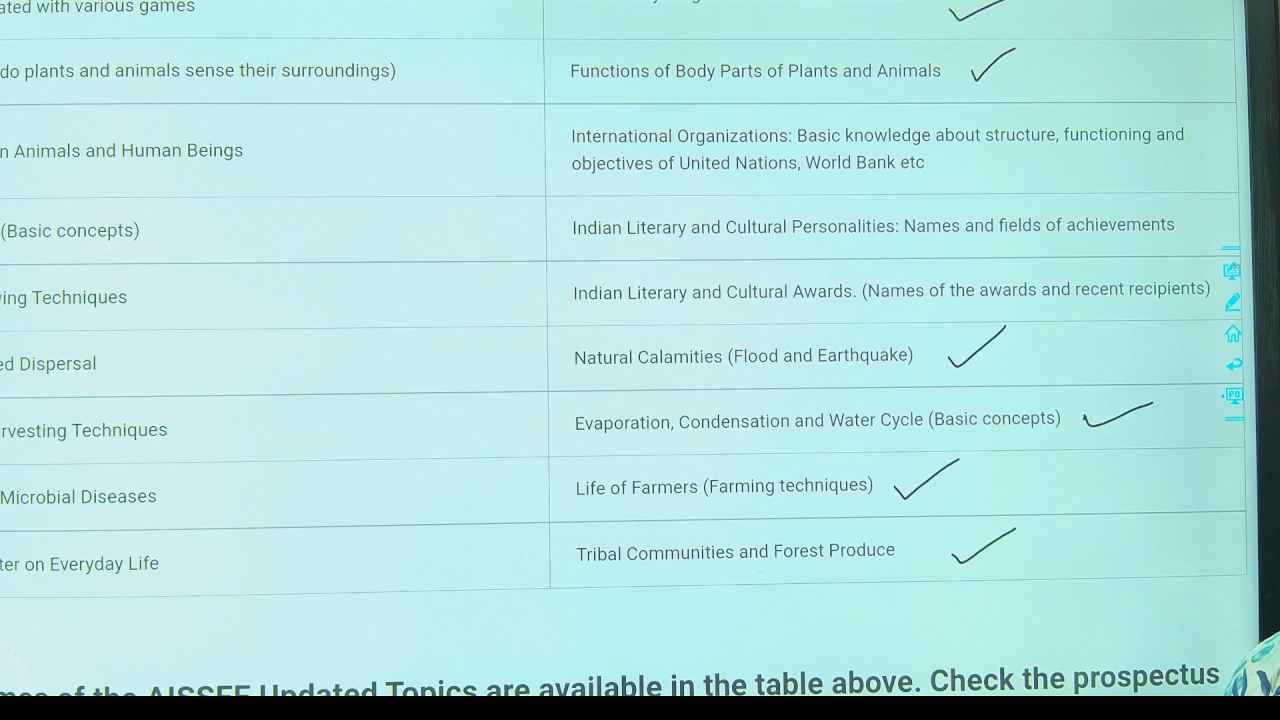 ated with various games
do plants and animals sense their surroundings)
Functions of Body Parts of Plants and Animals
n Animals and Human Beings
International Organizations: Basic knowledge about structure, functioning and
objectives of United Nations, World Bank etc
(Basic concepts)
Indian Literary and Cultural Personalities: Names and fields of achievements
ving Techniques
Indian Literary and Cultural Awards. (Names of the awards and recent recipients)
ed Dispersal
Natural Calamities (Flood and Earthquake)
rvesting Techniques
Evaporation, Condensation and Water Cycle (Basic concepts)
Microbial Diseases
Life of Farmers (Farming techniques)
ter on Everyday Life
Tribal Communities and Forest Produce
of the AISSEE Updated Topics are available in the table above. Check the prospectus